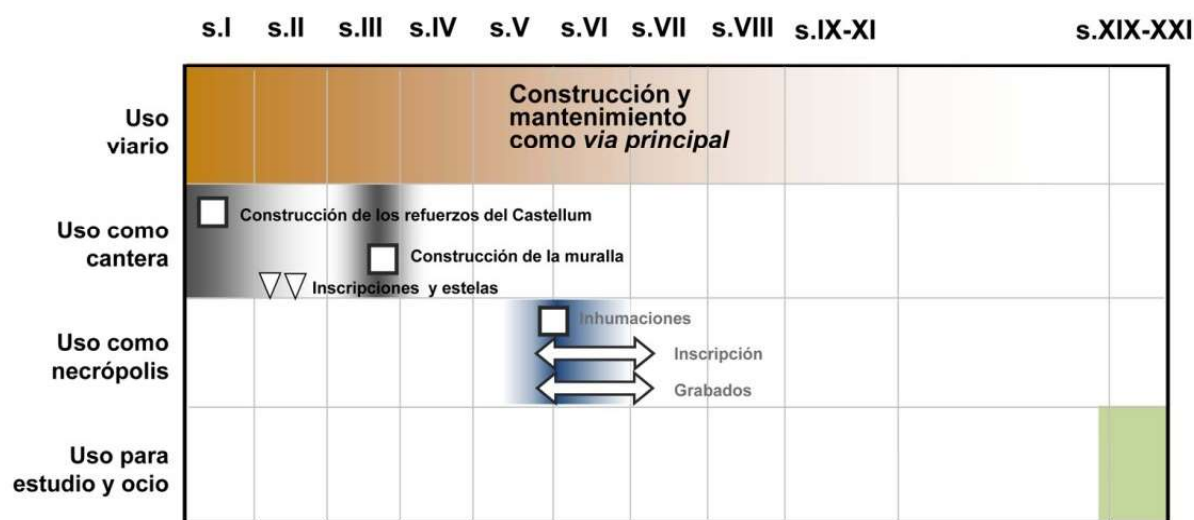 s.I s.II s.III s.IV s.V s.VI s.VII s.VIII s.IX-XI s.XIX-XXI
Uso
viario
Construcción y
mantenimiento
como via principal
Uso como
cantera
Construcción de los refuerzos del Castellum
Construcción de la muralla
Inscripciones y estelas
Uso como
necrópolis
Inhumaciones
Inscripción
Grabados
Uso para
estudio y ocio